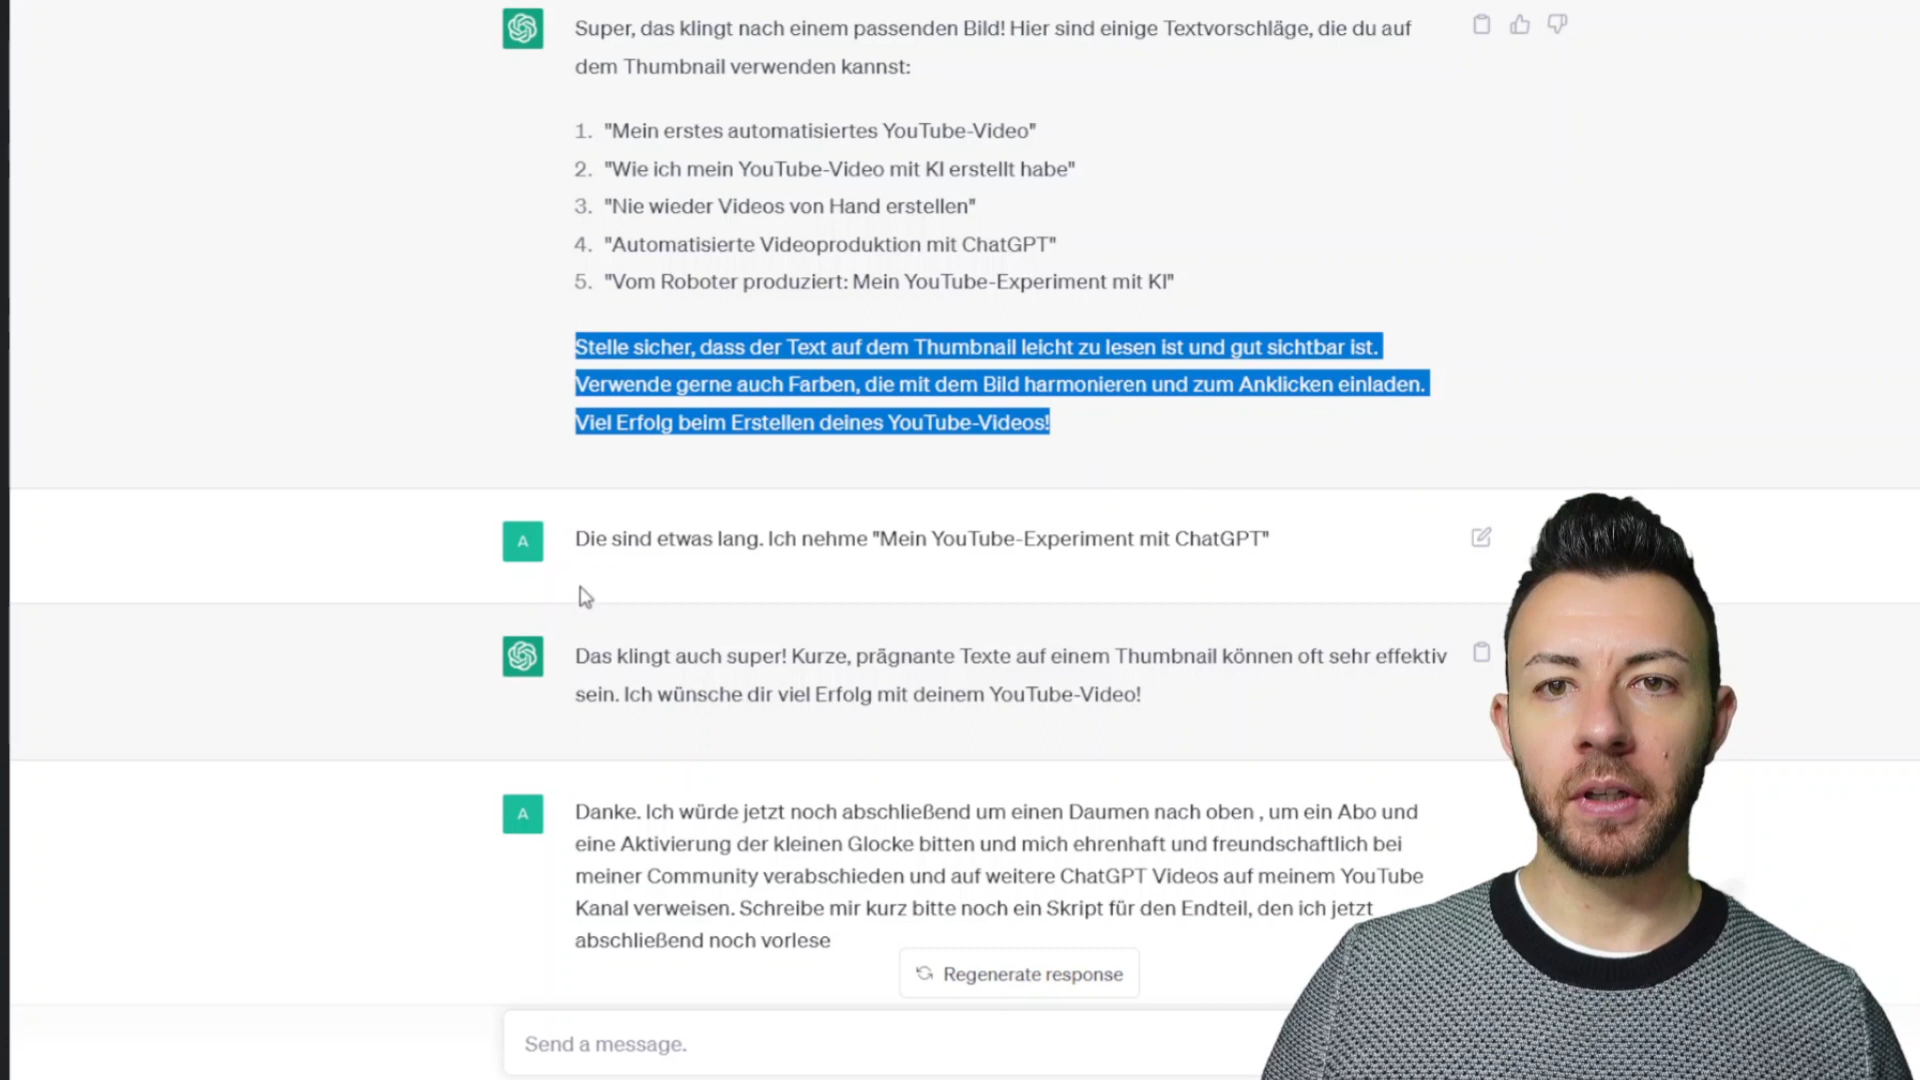 Super, das klingt nach einem passenden Bild! Hier sind einige Textvorschläge, die du auf
dem Thumbnail verwenden kannst:
1. "Mein erstes automatisiertes YouTube-Video"
2. "Wie ich mein YouTube-Video mit KI erstellt habe"
3. "Nie wieder Videos von Hand erstellen"
4. "Automatisierte Videoproduktion mit ChatGPT"
5. "Vom Roboter produziert: Mein YouTube-Experiment mit KI"
Stelle sicher, dass der Text auf dem Thumbnail leicht zu lesen ist und gut sichtbar ist.
Verwende gerne auch Farben, die mit dem Bild harmonieren und zum Anklicken einladen.
Viel Erfolg beim Erstellen deines YouTube-Videos!
A
Die sind etwas lang. Ich nehme "Mein YouTube-Experiment mit ChatGPT"
Das klingt auch super! Kurze, prägnante Texte auf einem Thumbnail können oft sehr effektiv
sein. Ich wünsche dir viel Erfolg mit deinem YouTube-Video!
A
Danke. Ich würde jetzt noch abschließend um einen Daumen nach oben , um ein Abo und
eine Aktivierung der kleinen Glocke bitten und mich ehrenhaft und freundschaftlich bei
meiner Community verabschieden und auf weitere ChatGPT Videos auf meinem YouTube
Kanal verweisen. Schreibe mir kurz bitte noch ein Skript für den Endteil, den ich jetzt
abschließend noch vorlese
Regenerate response
Send a message.